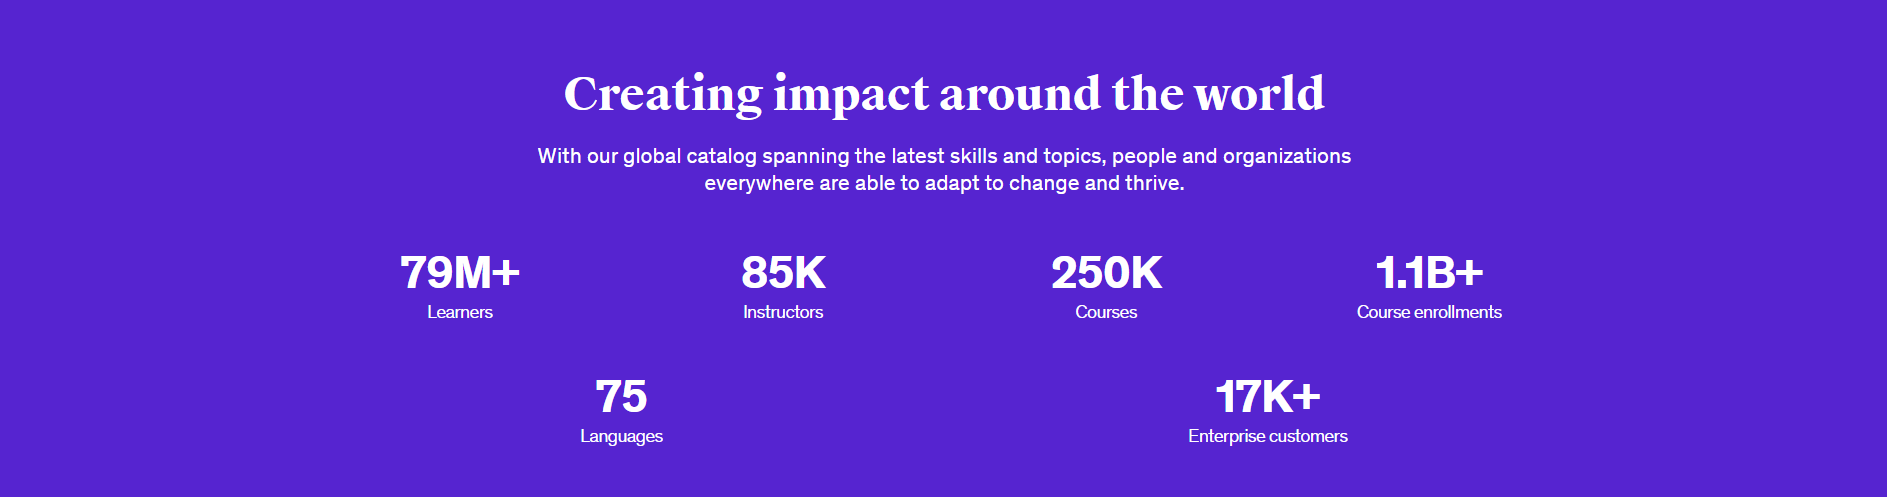 Creating impact around the world
With our global catalog spanning the latest skills and topics, people and organizations
everywhere are able to adapt to change and thrive.
79M+
Learners
85K
Instructors
250K
Courses
1.1B+
Course enrollments
75
Languages
17K+
Enterprise customers